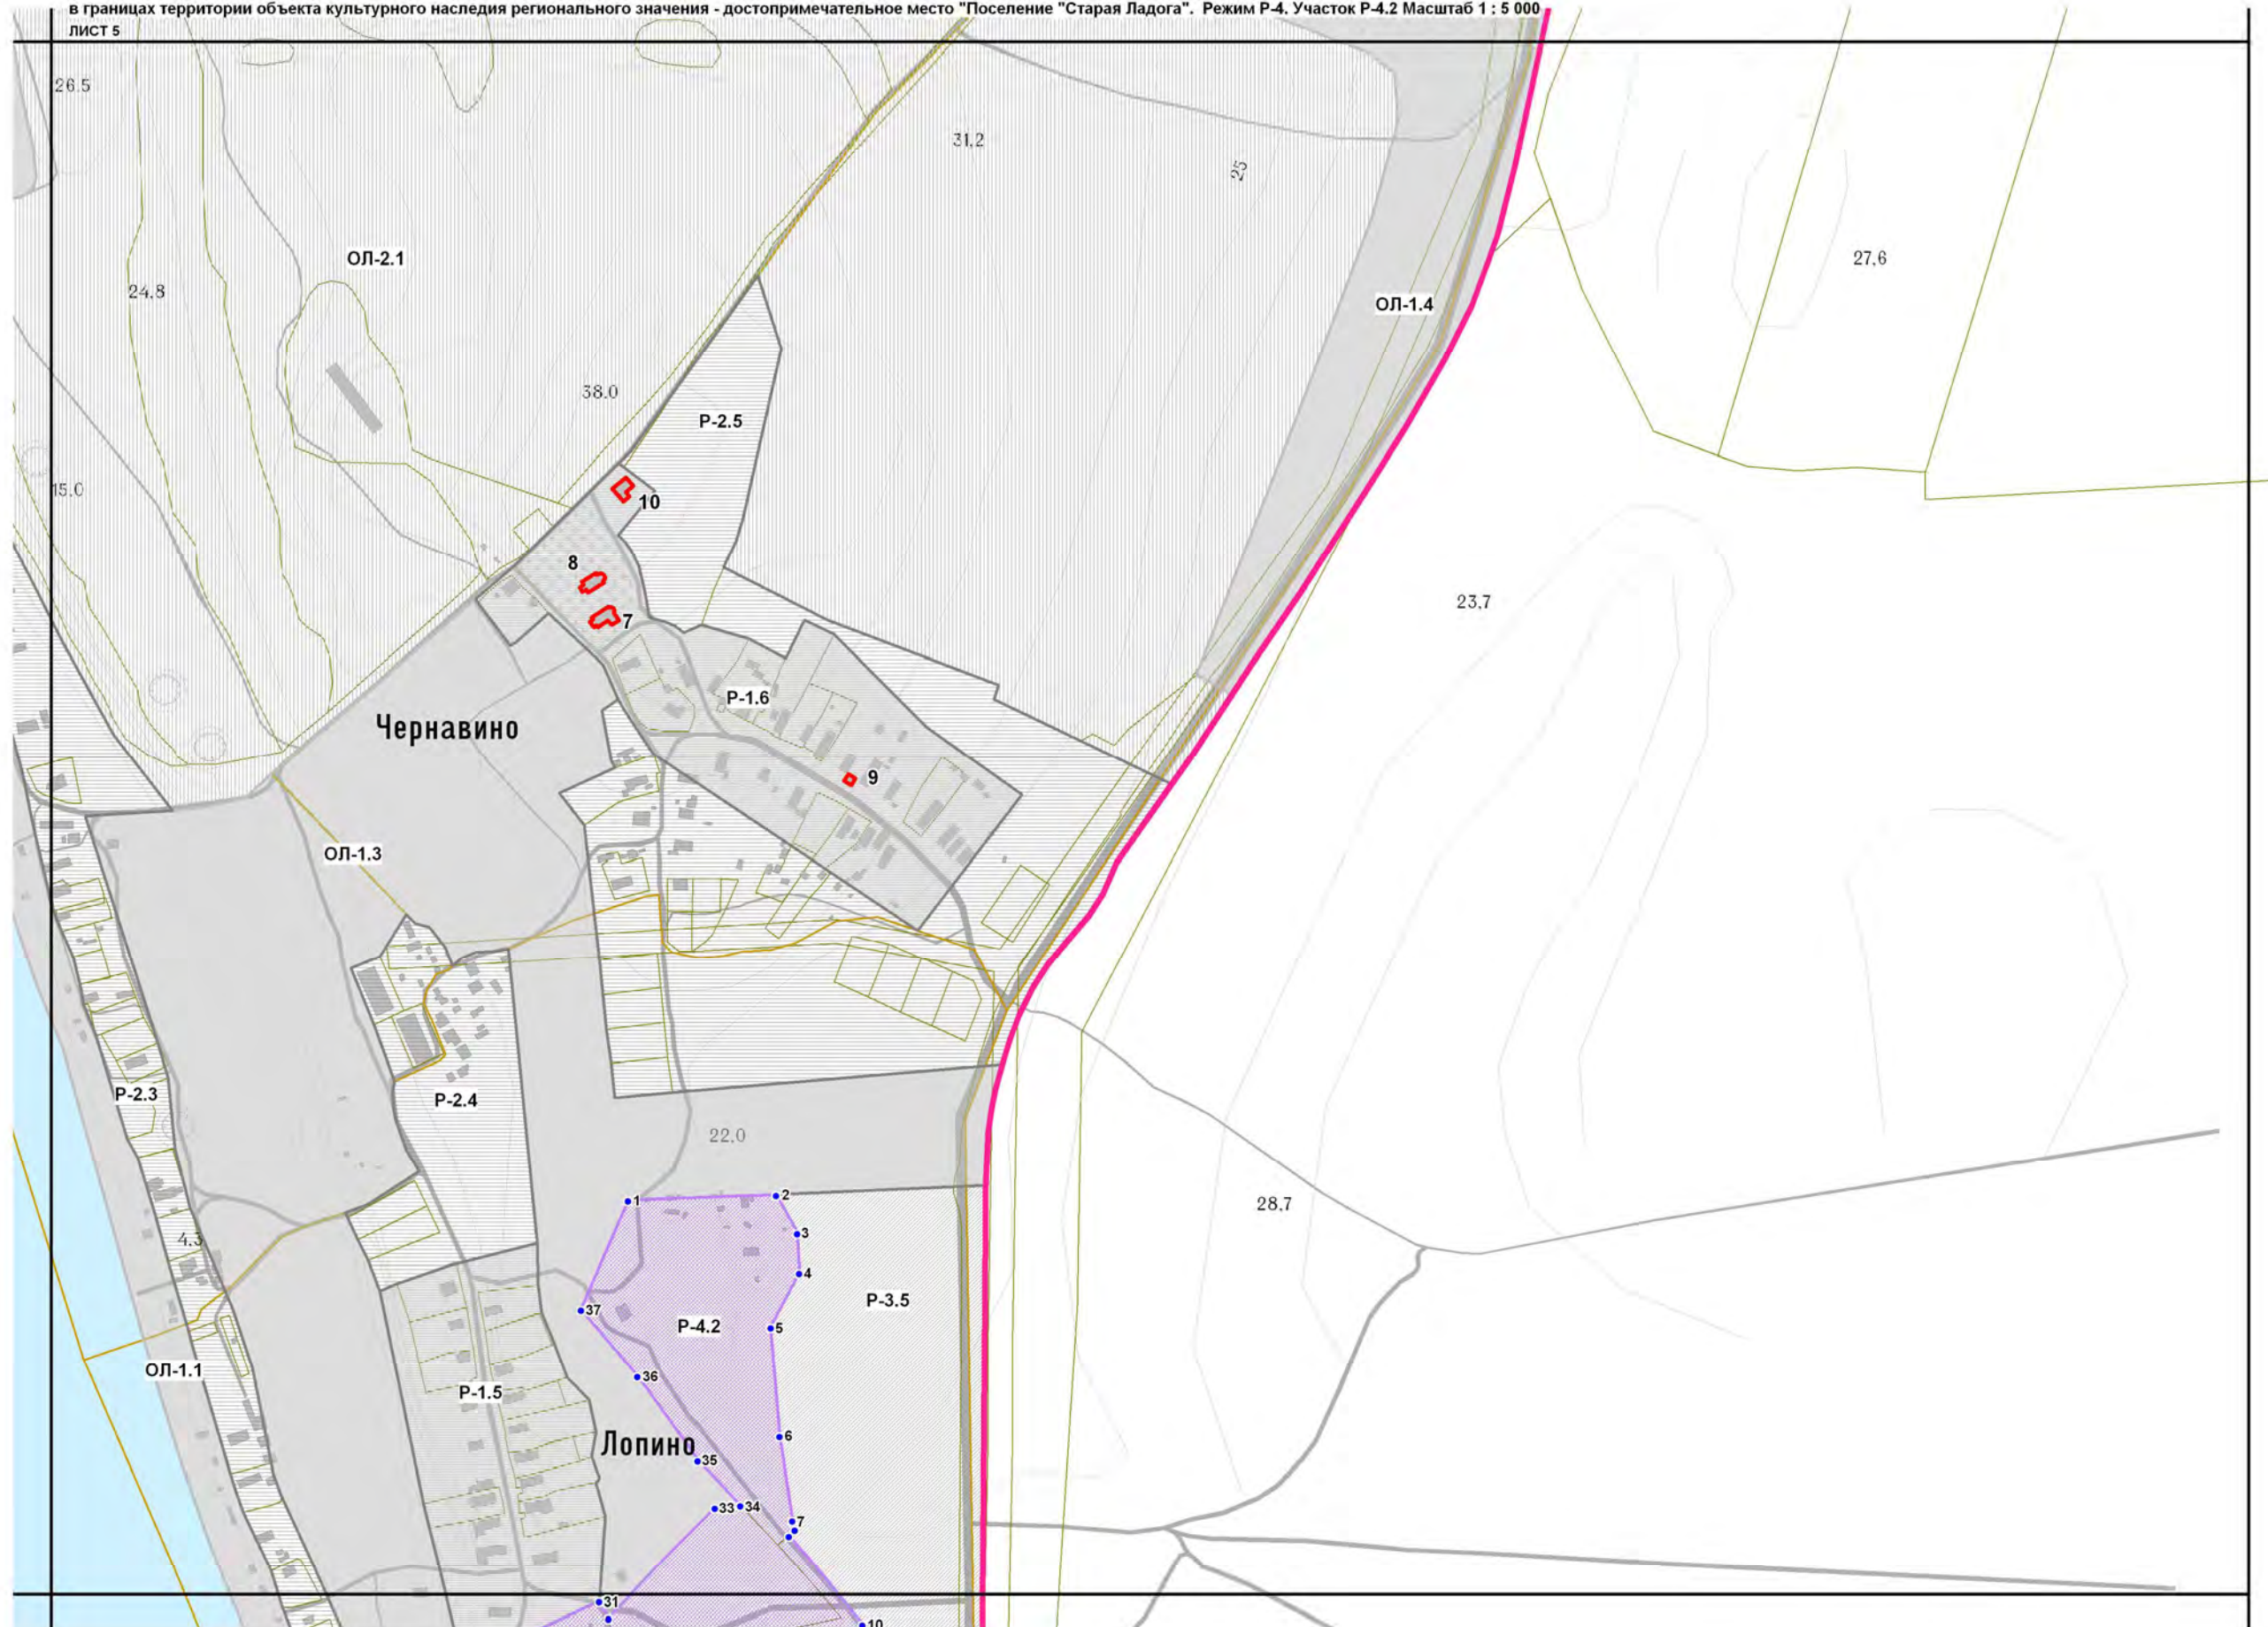 в границах территории объекта культурного наследия регионального значения - достопримечательное место "Поселение "Старая Ладога". Режим Р-4. Участок Р-4.2 Масштаб 1 : 5 000
ЛИСТ 5
26.5
31,2
25
ОЛ-2.1
27,6
24,8
ОЛ-1.4
38.0
Р-2.5
15.0
10
8
23,7
7
Р-1.6
Чернавино
9
ОЛ-1.3
Р-2.3
Р-2.4
22,0
1
2
28,7
3
4,3
4
Р-3.5
37
Р-4.2
5
ОЛ-1.1
36
Р-1.5
6
Лопино
35
33
34
7
31
10